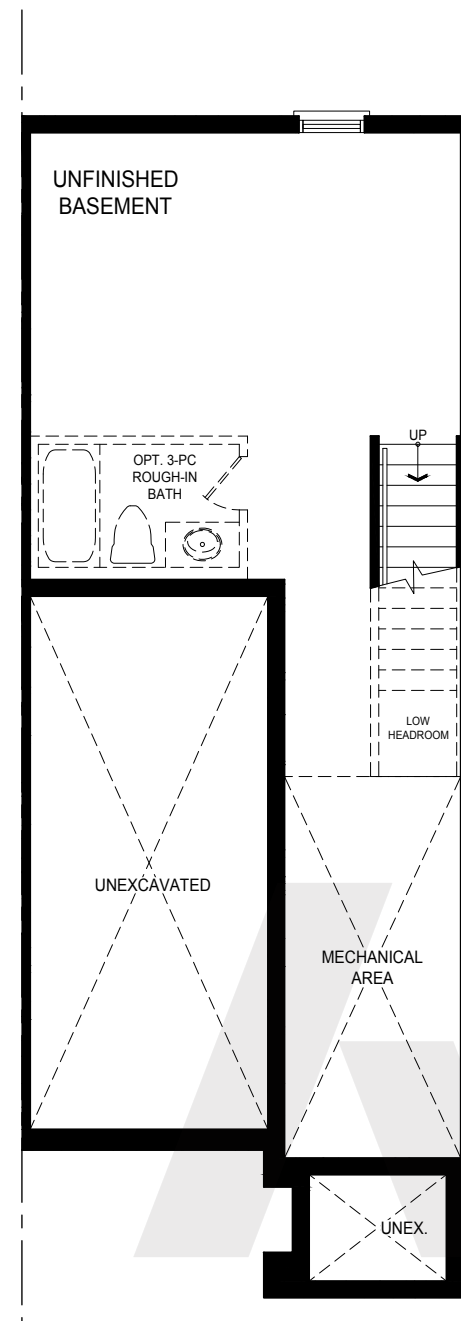 UNFINISHED
BASEMENT
UP
OPT. 3-PC
ROUGH-IN
BATH
LOW
HEADROOM
UNEXCAVATED
MECHANICAL
AREA
UNEX.